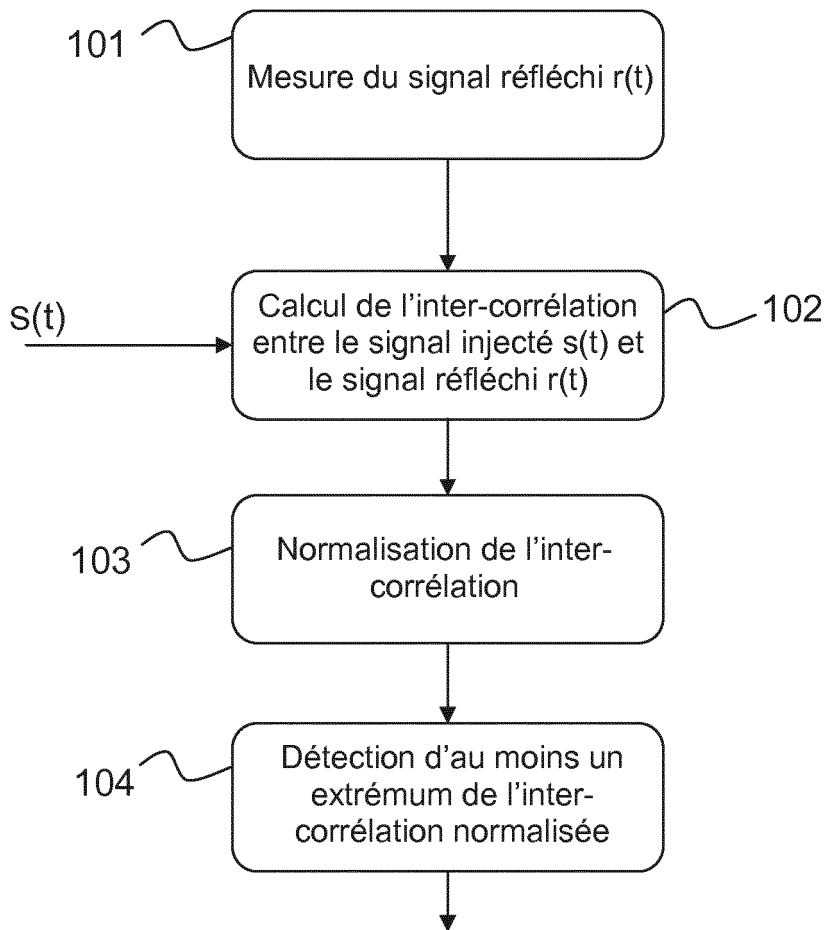 101
Mesure du signal réfléchi r(t)
S(t)
Calcul de l'inter-corrélation
entre le signal injecté s(t) et
le signal réfléchi r(t)
102
103
Normalisation de l'inter-
corrélation
104
Détection d'au moins un
extrémum de l'inter-
corrélation normalisée